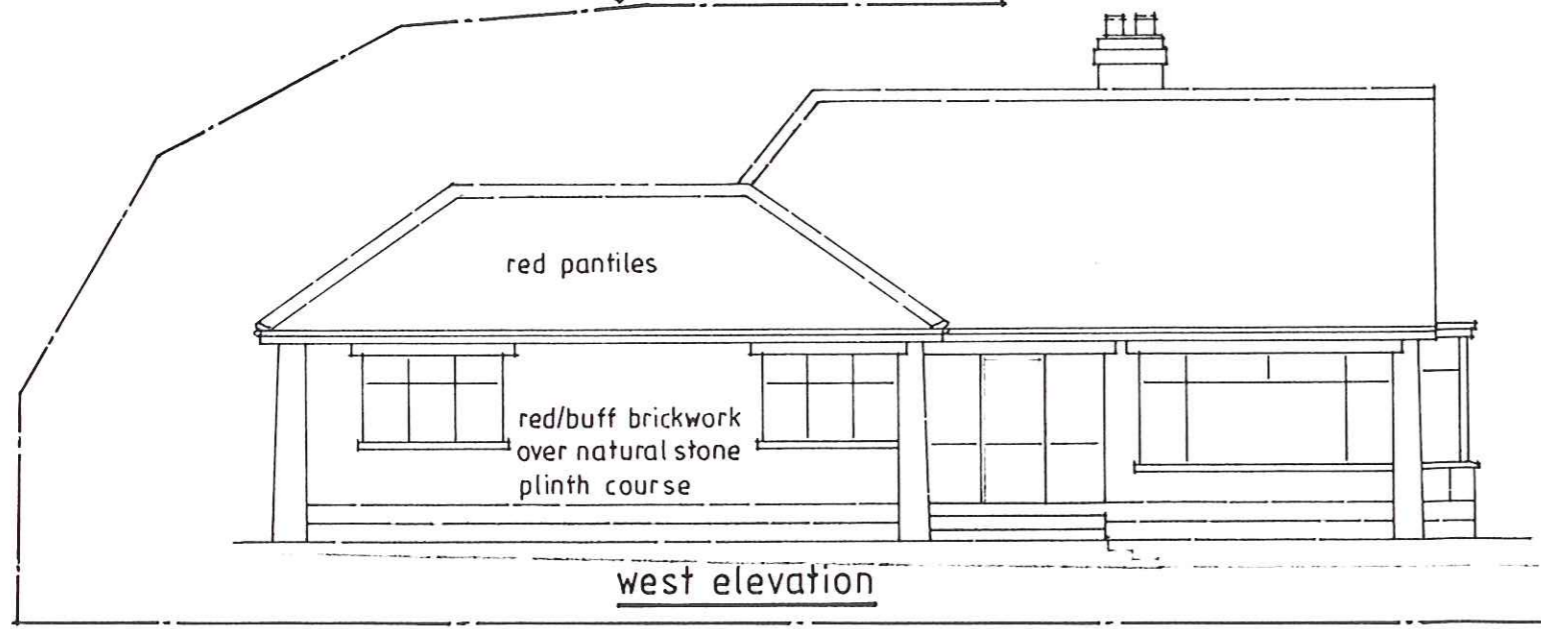 red pantiles
red/buff brickwork
over natural stone
plinth course
west elevation